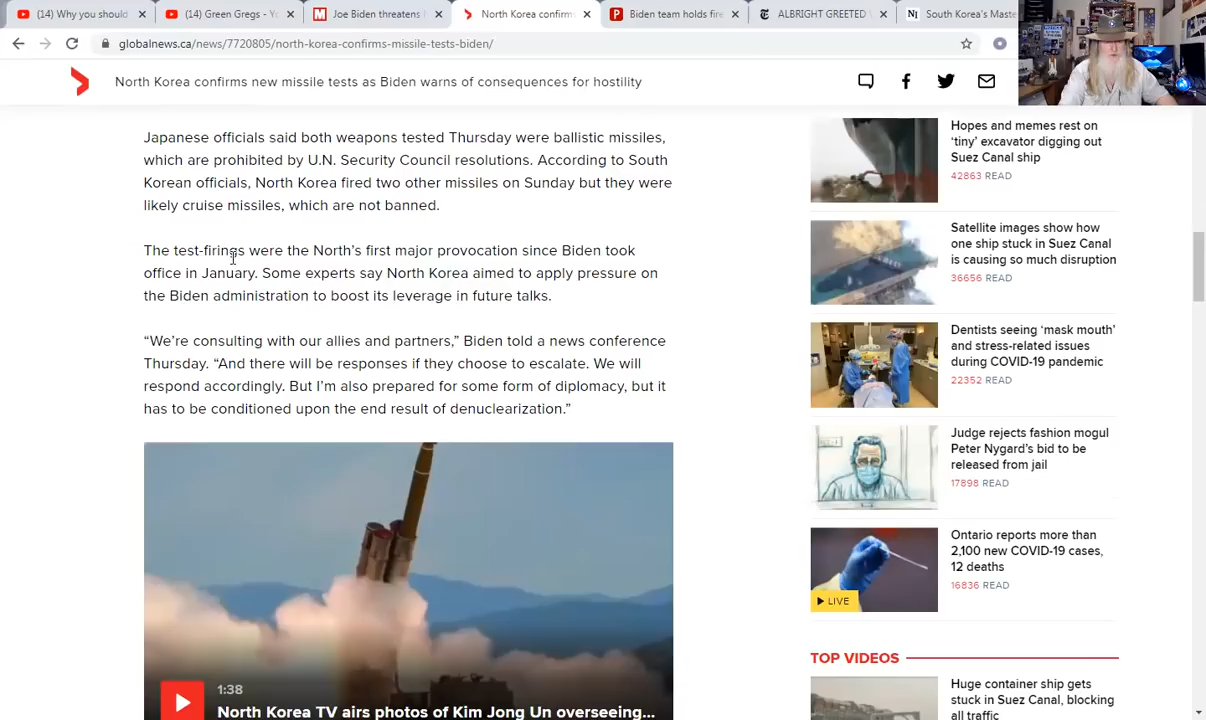 (14) Why you should
(14) Green Gregs - Yo
Joe Biden threatens
North Korea confirm
Biden team holds fire
ALBRIGHT GREETED
South Korea's Maste
globalnews.ca/news/7720805/north-korea-confirms-missile-tests-biden/
North Korea confirms new missile tests as Biden warns of consequences for hostility
Japanese officials said both weapons tested Thursday were ballistic missiles,
which are prohibited by U.N. Security Council resolutions. According to South
Korean officials, North Korea fired two other missiles on Sunday but they were
likely cruise missiles, which are not banned.
The test-firings were the North's first major provocation since Biden took
office in January. Some experts say North Korea aimed to apply pressure on
the Biden administration to boost its leverage in future talks.
“We're consulting with our allies and partners,” Biden told a news conference
Thursday. “And there will be responses if they choose to escalate. We will
respond accordingly. But I'm also prepared for some form of diplomacy, but it
has to be conditioned upon the end result of denuclearization.”
1:38
North Korea TV airs photos of Kim Jong Un overseeing...
Hopes and memes rest on
‘tiny’ excavator digging out
Suez Canal ship
42863 READ
Satellite images show how
one ship stuck in Suez Canal
is causing so much disruption
36656 READ
Dentists seeing ‘mask mouth’
and stress-related issues
during COVID-19 pandemic
22352 READ
Judge rejects fashion mogul
Peter Nygard's bid to be
released from jail
17898 READ
Ontario reports more than
2,100 new COVID-19 cases,
12 deaths
16836 READ
LIVE
TOP VIDEOS
Huge container ship gets
stuck in Suez Canal, blocking
all traffic